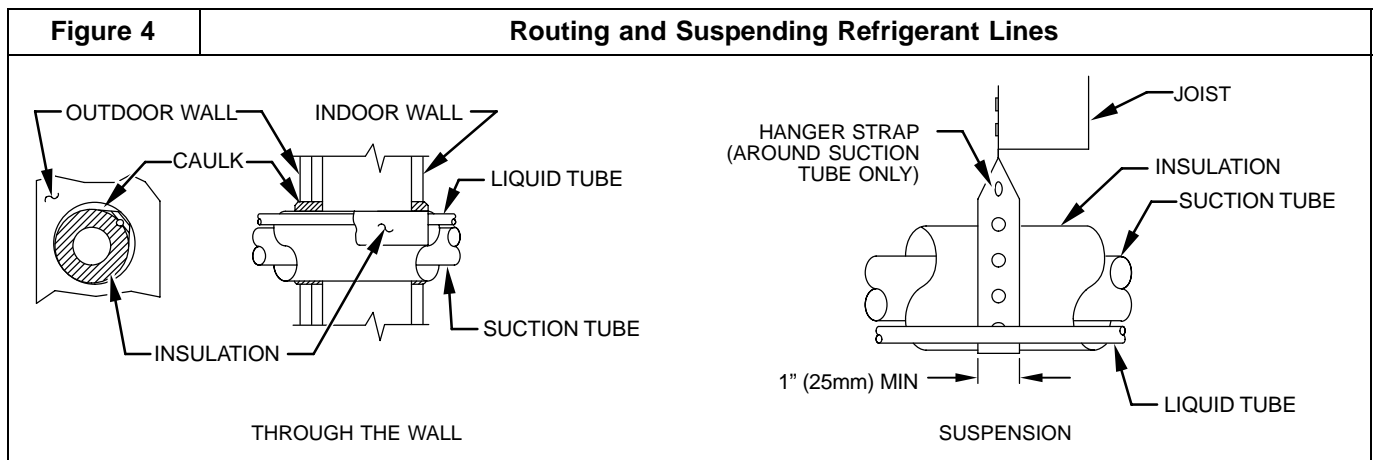 Figure 4
Routing and Suspending Refrigerant Lines
OUTDOOR WALL
INDOOR WALL
CAULK
LIQUID TUBE
SUCTION TUBE
INSULATION
THROUGH THE WALL
JOIST
HANGER STRAP
(AROUND SUCTION
TUBE ONLY)
INSULATION
SUCTION TUBE
1” (25mm) MIN
LIQUID TUBE
SUSPENSION